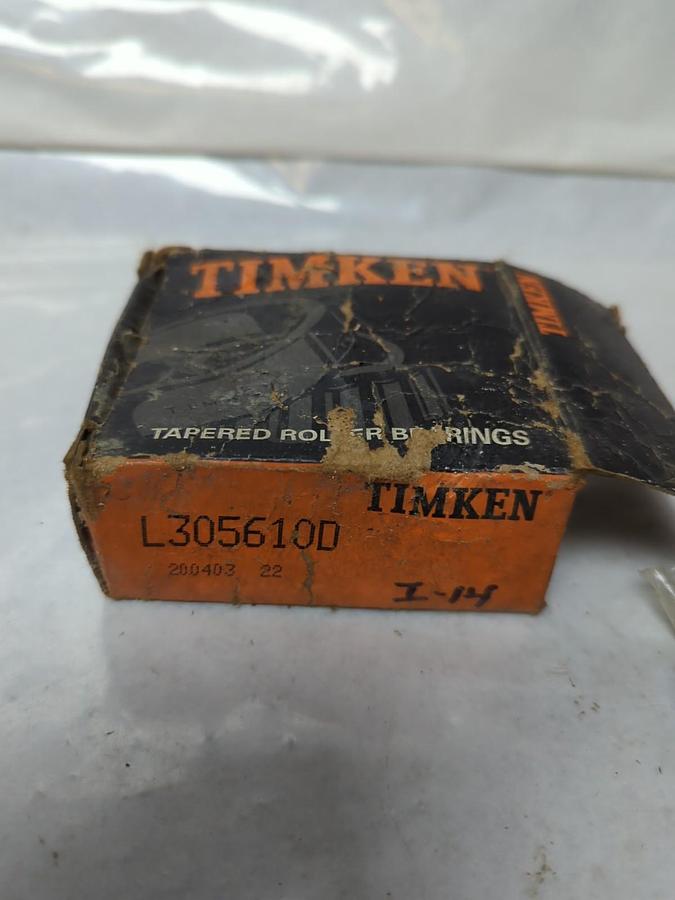 TIMKEN
TIMKEN
TAPERED ROLLER BEARINGS
TIMKEN
L305610D
200403 22
I-14